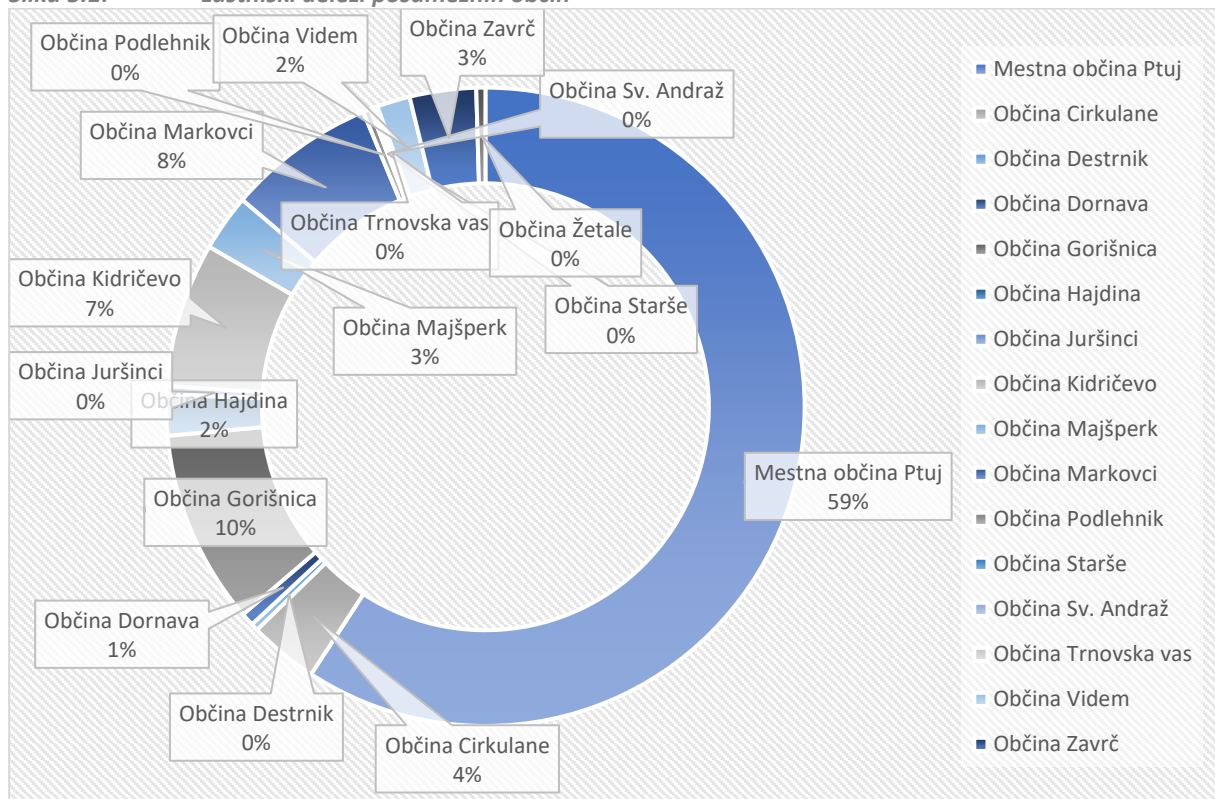 Občina Podlehnik
0%
Občina Videm
2%
Občina Zavrč
3%
Občina Sv. Andraž
0%
Občina Markovci
8%
Občina Trnovska vas
0%
Občina Žetale
0%
Občina Starše
0%
Občina Kidričevo
7%
Občina Majšperk
3%
Občina Juršinci
0%
Občina Hajdina
2%
Občina Gorišnica
10%
Mestna občina Ptuj
59%
Občina Dornava
1%
Občina Destrnik
0%
Občina Cirkulane
4%
Mestna občina Ptuj
Občina Cirkulane
Občina Destrnik
Občina Dornava
Občina Gorišnica
Občina Hajdina
Občina Juršinci
Občina Kidričevo
Občina Majšperk
Občina Markovci
Občina Podlehnik
Občina Starše
Občina Sv. Andraž
Občina Trnovska vas
Občina Videm
Občina Zavrč